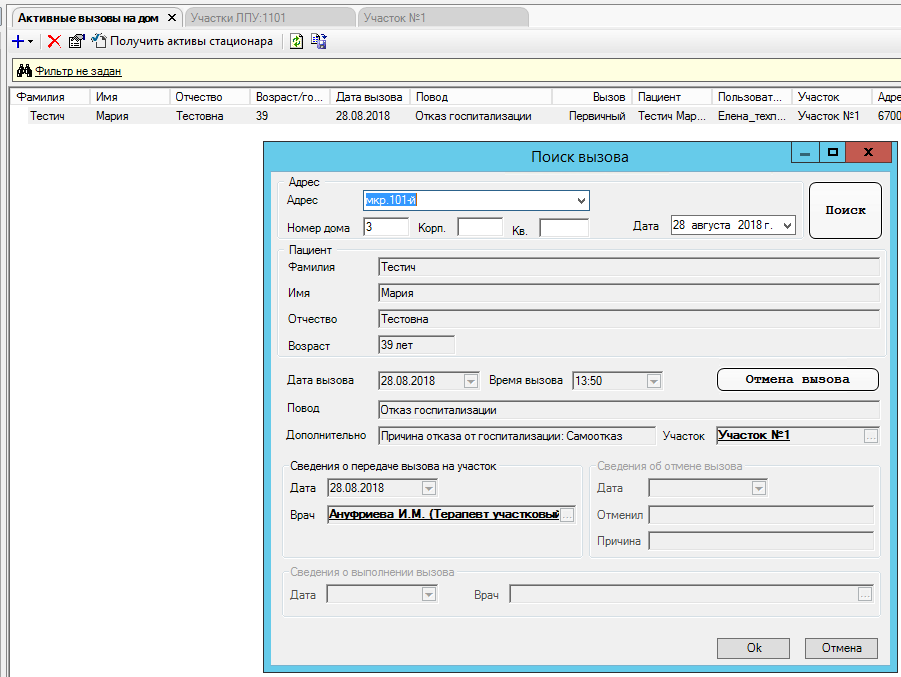 Активные вызовы на дом
Участки ЛПУ:1101
Участок №1
Получить активы стационара
Фильтр не задан
Фамилия Имя Отчество Возраст/го... Дата вызова Повод Вызов Пациент Пользоват... Участок Адре
Тестич Мария Тестовна 39 28.08.2018 Отказ госпитализации Первичный Тестич Мар... Елена_техп... Участок №1 6700
Поиск вызова
Адрес
Адрес мкр.101-й
Номер дома 3 Корп. Кв. Дата 28 августа 2018 г.
Поиск
Пациент
Фамилия Тестич
Имя Мария
Отчество Тестовна
Возраст 39 лет
Дата вызова 28.08.2018 Время вызова 13:50 Отмена вызова
Повод Отказ госпитализации
Дополнительно Причина отказа от госпитализации: Самоотказ Участок Участок №1 ...
Сведения о передаче вызова на участок
Дата 28.08.2018
Врач Ануфриева И.М. (Терапевт участковый ...
Сведения об отмене вызова
Дата
Отменил
Причина
Сведения о выполнении вызова
Дата Врач ...
Ok Отмена